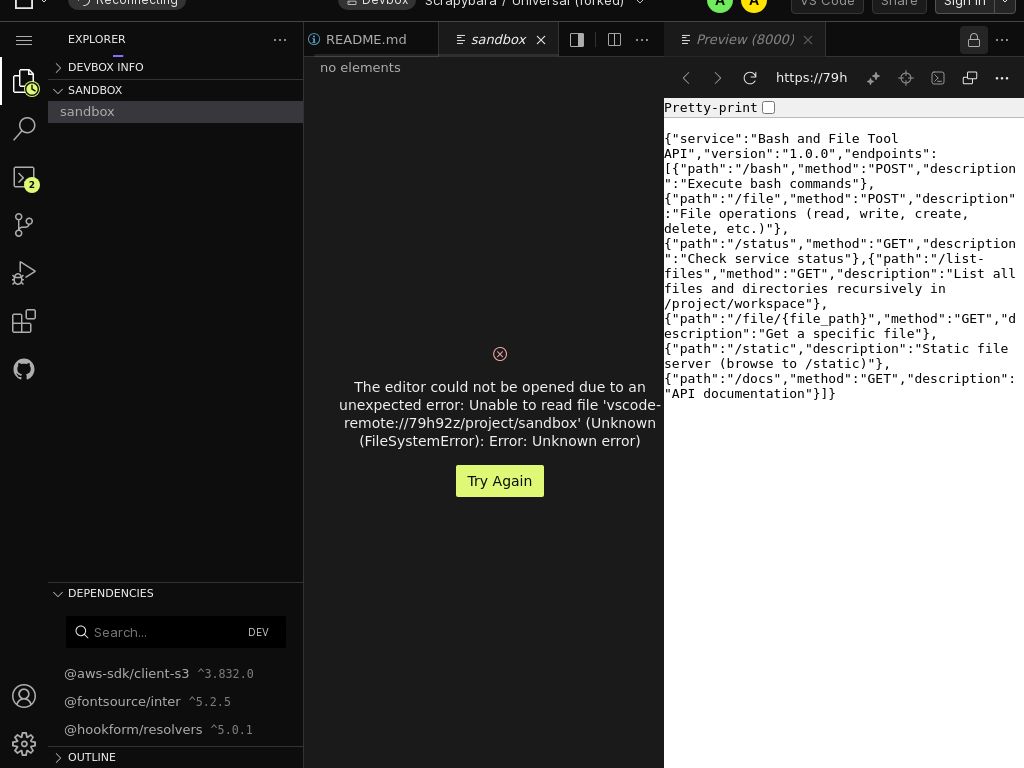 Reconnecting
Devbox
Scrapybara / Universal (forked)
A
A
VS Code
Share
Sign in
EXPLORER
README.md
sandbox
Preview (8000)
DEVBOX INFO
SANDBOX
sandbox
2
no elements
The editor could not be opened due to an
unexpected error: Unable to read file 'vscode-
remote://79h92z/project/sandbox' (Unknown
(FileSystemError): Error: Unknown error)
Try Again
DEPENDENCIES
Search...
DEV
@aws-sdk/client-s3 ^3.832.0
@fontsource/inter ^5.2.5
@hookform/resolvers ^5.0.1
OUTLINE
https://79h
Pretty-print
{"service":"Bash and File Tool
API","version":"1.0.0","endpoints":
[{"path":"/bash","method":"POST","description
":"Execute bash commands"},
{"path":"/file","method":"POST","description"
:"File operations (read, write, create,
delete, etc.)"},
{"path":"/status","method":"GET","description
":"Check service status"},{"path":"/list-
files","method":"GET","description":"List all
files and directories recursively in
/project/workspace"},
{"path":"/file/{file_path}","method":"GET","d
escription":"Get a specific file"},
{"path":"/static","description":"Static file
server (browse to /static)"},
{"path":"/docs","method":"GET","description":
"API documentation"}]}